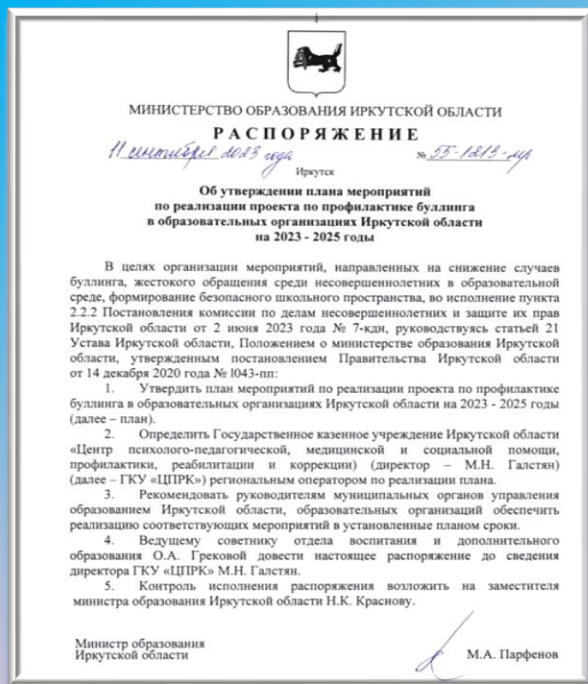 МИНИСТЕРСТВО ОБРАЗОВАНИЯ ИРКУТСКОЙ ОБЛАСТИ
РАСПОРЯЖЕНИЕ
11 сентября 2023 года № 55-1213-мр
Иркутск
Об утверждении плана мероприятий
по реализации проекта по профилактике буллинга
в образовательных организациях Иркутской области
на 2023 - 2025 годы
В целях организации мероприятий, направленных на снижение случаев
буллинга, жестокого обращения среди несовершеннолетних в образовательной
среде, формирование безопасного школьного пространства, во исполнение пункта
2.2.2 Постановления комиссии по делам несовершеннолетних и защите их прав
Иркутской области от 2 июня 2023 года № 7-кдн, руководствуясь статьей 21
Устава Иркутской области, Положением о министерстве образования Иркутской
области, утвержденным постановлением Правительства Иркутской области
от 14 декабря 2020 года № 1043-пп:
1. Утвердить план мероприятий по реализации проекта по профилактике
буллинга в образовательных организациях Иркутской области на 2023 - 2025 годы
(далее – план).
2. Определить Государственное казенное учреждение Иркутской области
«Центр психолого-педагогической, медицинской и социальной помощи,
профилактики, реабилитации и коррекции) (директор – М.Н. Галстян)
(далее – ГКУ «ЦПРК») региональным оператором по реализации плана.
3. Рекомендовать руководителям муниципальных органов управления
образованием Иркутской области, образовательных организаций обеспечить
реализацию соответствующих мероприятий в установленные планом сроки.
4. Ведущему советнику отдела воспитания и дополнительного
образования О.А. Грековой довести настоящее распоряжение до сведения
директора ГКУ «ЦПРК» М.Н. Галстян.
5. Контроль исполнения распоряжения возложить на заместителя
министра образования Иркутской области Н.К. Краснову.
Министр образования
Иркутской области М.А. Парфенов